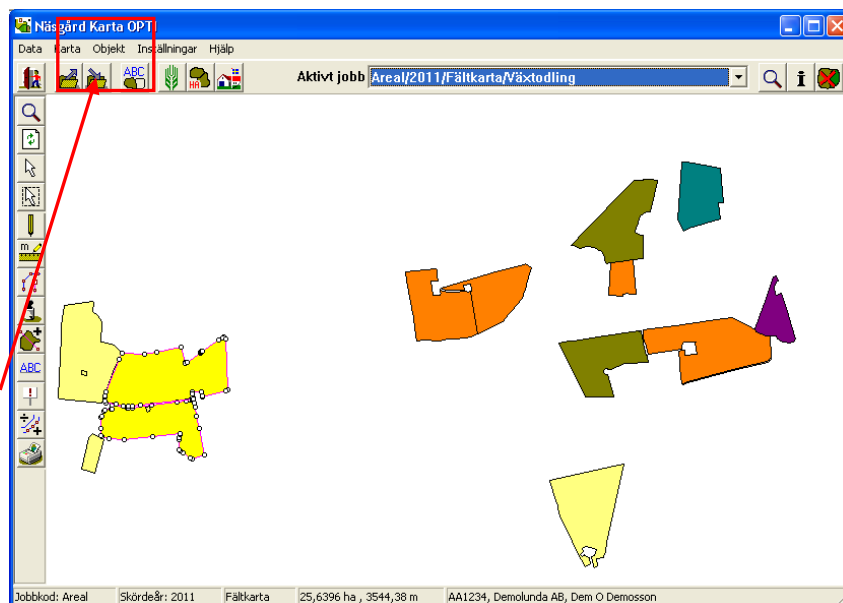 Näsgård Karta OPTI
Data Karta Objekt Inställningar Hjälp
ABC HA Aktivt jobb Areal/2011/Fältkarta/Växtodling
m
ABC
Jobbkod: Areal Skördeår: 2011 Fältkarta 25,6396 ha , 3544,38 m AA1234, Demolunda AB, Dem O Demosson